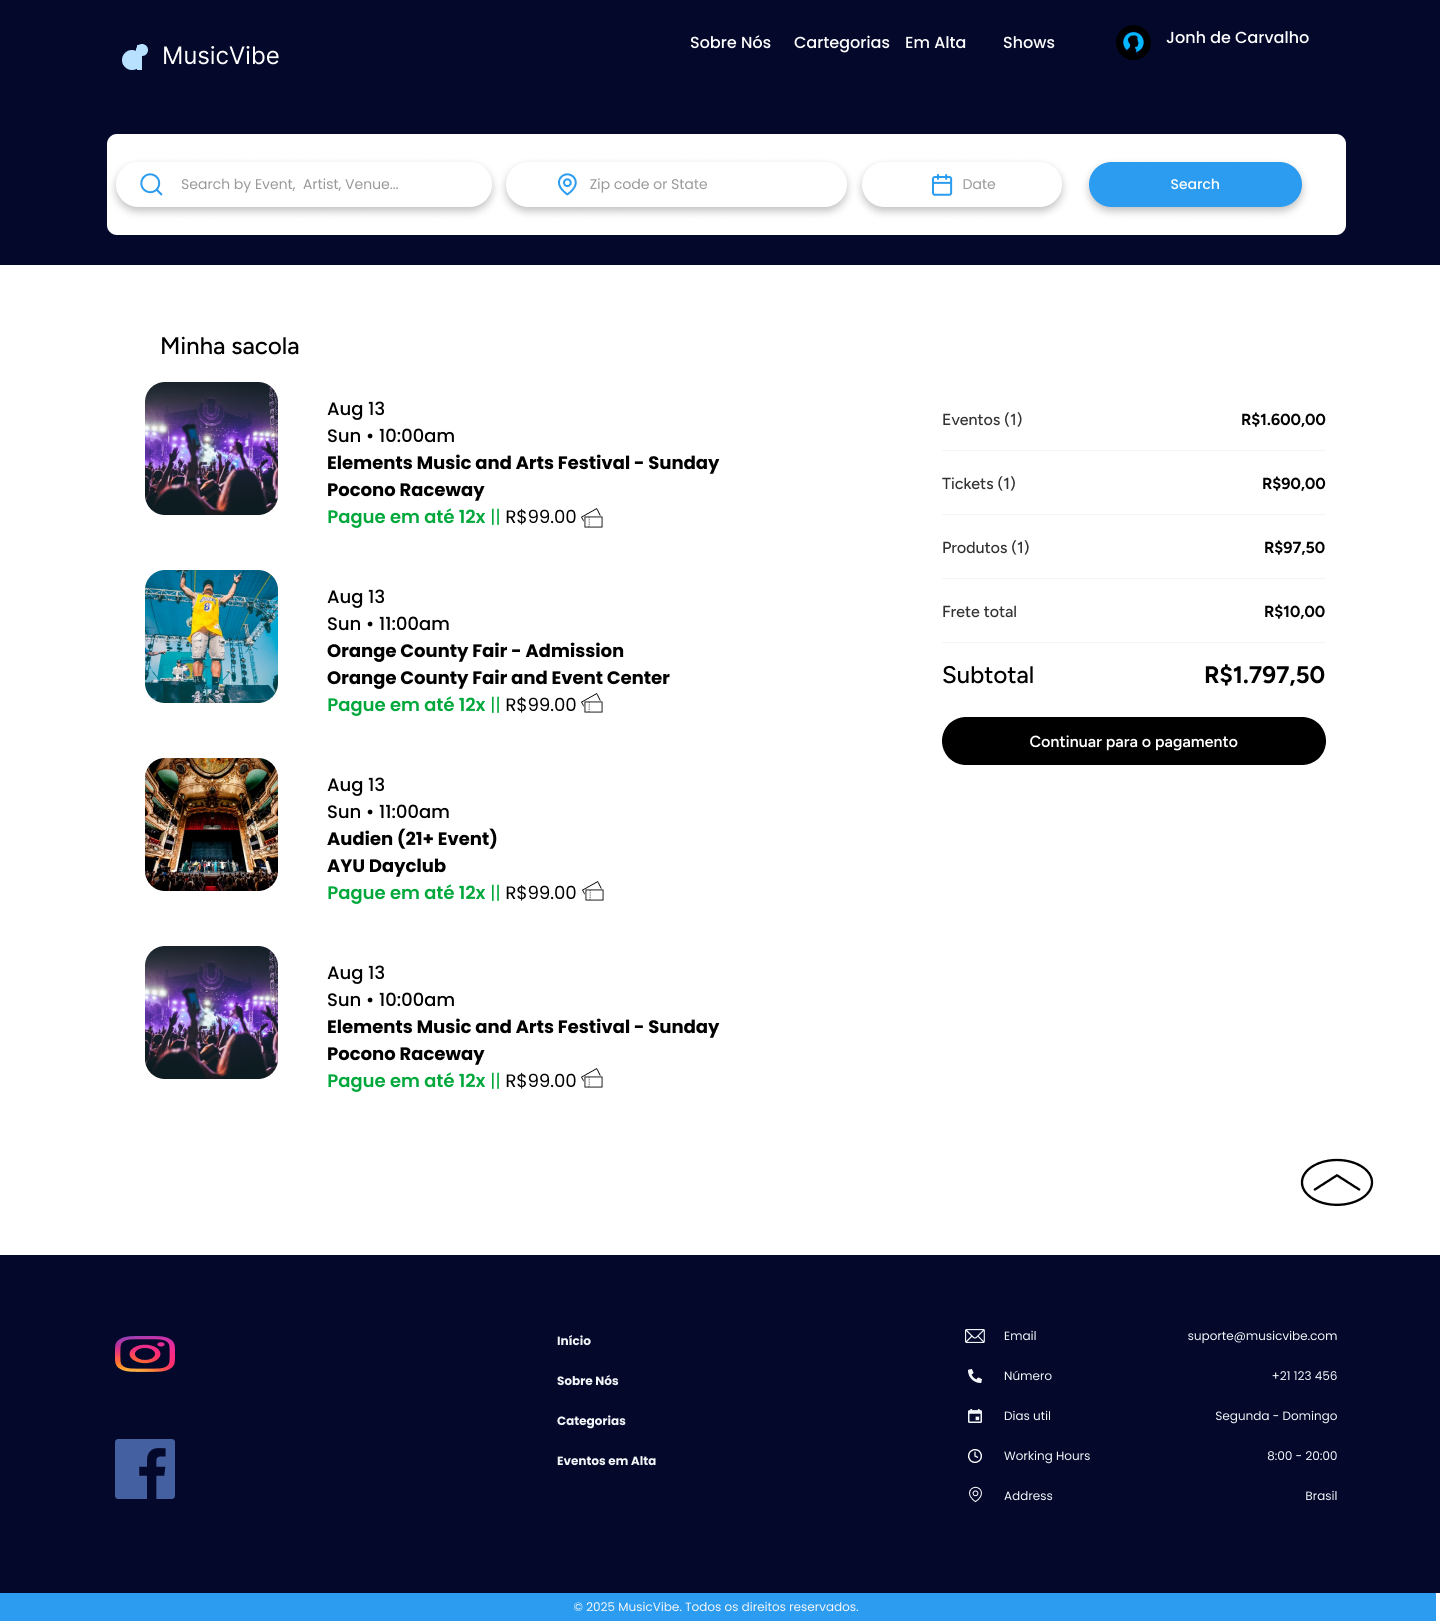 MusicVibe
Sobre Nós Cartegorias Em Alta Shows
Jonh de Carvalho
Search by Event, Artist, Venue...
Zip code or State
Date
Search
Minha sacola
Aug 13
Sun • 10:00am
Elements Music and Arts Festival - Sunday
Pocono Raceway
Pague em até 12x || R$99.00
Aug 13
Sun • 11:00am
Orange County Fair - Admission
Orange County Fair and Event Center
Pague em até 12x || R$99.00
Aug 13
Sun • 11:00am
Audien (21+ Event)
AYU Dayclub
Pague em até 12x || R$99.00
Aug 13
Sun • 10:00am
Elements Music and Arts Festival - Sunday
Pocono Raceway
Pague em até 12x || R$99.00
Eventos (1) R$1.600,00
Tickets (1) R$90,00
Produtos (1) R$97,50
Frete total R$10,00
Subtotal R$1.797,50
Continuar para o pagamento
Início
Sobre Nós
Categorias
Eventos em Alta
Email suporte@musicvibe.com
Número +21 123 456
Dias util Segunda - Domingo
Working Hours 8:00 - 20:00
Address Brasil
© 2025 MusicVibe. Todos os direitos reservados.